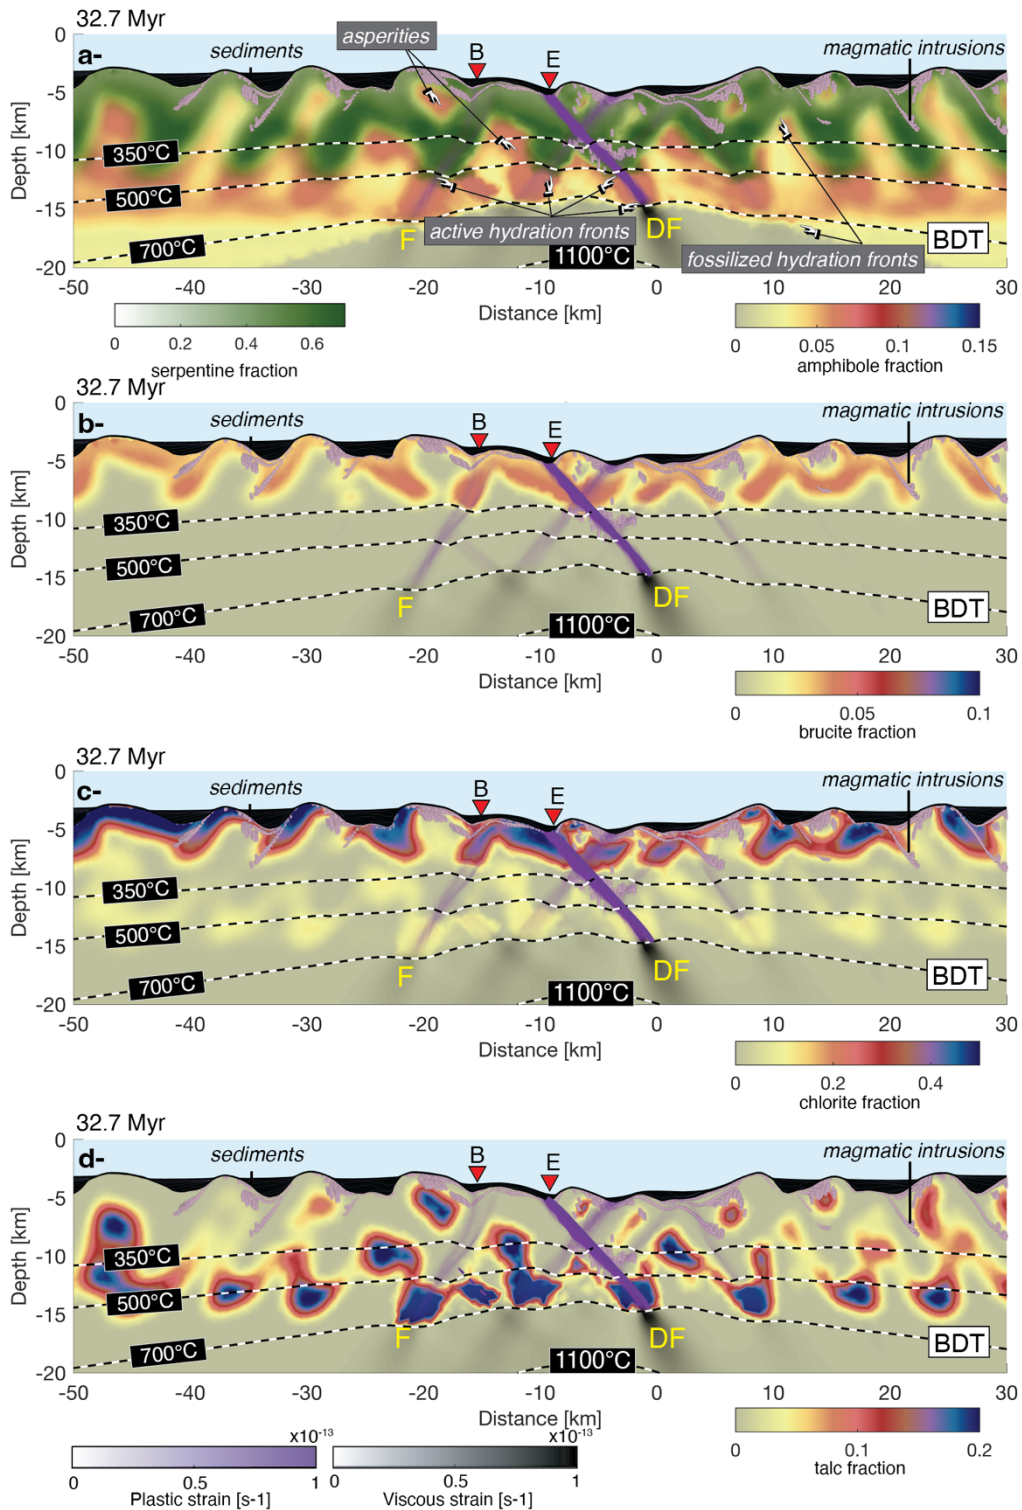 32.7 Myr
a-
sediments
asperities
B
E
magmatic intrusions
0
-5
-10
-15
-20
Depth [km]
350°C
500°C
700°C
1100°C
F
DF
active hydration fronts
fossilized hydration fronts
BDT
-50 -40 -30 -20 -10 0 10 20 30
Distance [km]
0 0.2 0.4 0.6
serpentine fraction
0 0.05 0.1 0.15
amphibole fraction
32.7 Myr
b-
sediments
B
E
magmatic intrusions
0
-5
-10
-15
-20
Depth [km]
350°C
500°C
700°C
1100°C
F
DF
BDT
-50 -40 -30 -20 -10 0 10 20 30
Distance [km]
0 0.05 0.1
brucite fraction
32.7 Myr
c-
sediments
B
E
magmatic intrusions
0
-5
-10
-15
-20
Depth [km]
350°C
500°C
700°C
1100°C
F
DF
BDT
-50 -40 -30 -20 -10 0 10 20 30
Distance [km]
0 0.2 0.4
chlorite fraction
32.7 Myr
d-
sediments
B
E
magmatic intrusions
0
-5
-10
-15
-20
Depth [km]
350°C
500°C
700°C
1100°C
F
DF
BDT
-50 -40 -30 -20 -10 0 10 20 30
Distance [km]
x10-13
0 0.5 1
Plastic strain [s-1]
x10-13
0 0.5 1
Viscous strain [s-1]
0 0.1 0.2
talc fraction